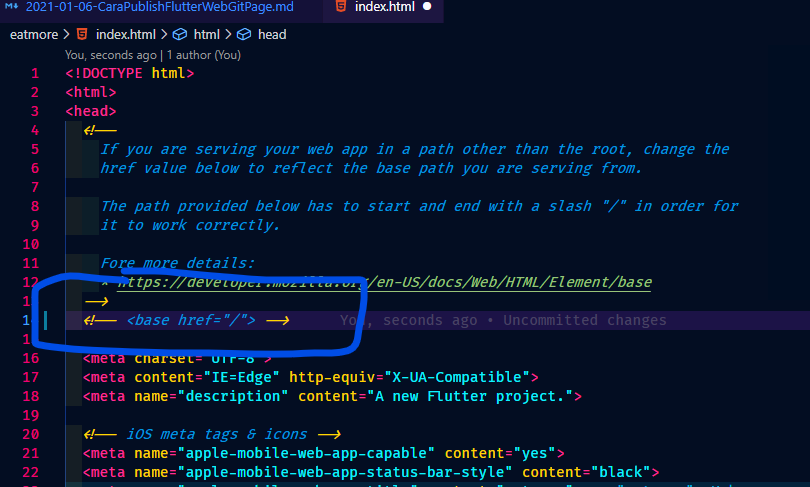 2021-01-06-CaraPublishFlutterWebGitPage.md index.html
eatmore > index.html > html > head
You, seconds ago | 1 author (You)
1 <!DOCTYPE html>
2 <html>
3 <head>
4 <!--
5 If you are serving your web app in a path other than the root, change the
6 href value below to reflect the base path you are serving from.
7
8 The path provided below has to start and end with a slash "/" in order for
9 it to work correctly.
10
11 Fore more details:
12 * https://developer.mozilla.org/en-US/docs/Web/HTML/Element/base
-->
<!-- <base href="/"> --> You, seconds ago • Uncommitted changes
16 <meta charset="UTF-8">
17 <meta content="IE=Edge" http-equiv="X-UA-Compatible">
18 <meta name="description" content="A new Flutter project.">
19
20 <!-- iOS meta tags & icons -->
21 <meta name="apple-mobile-web-app-capable" content="yes">
22 <meta name="apple-mobile-web-app-status-bar-style" content="black">